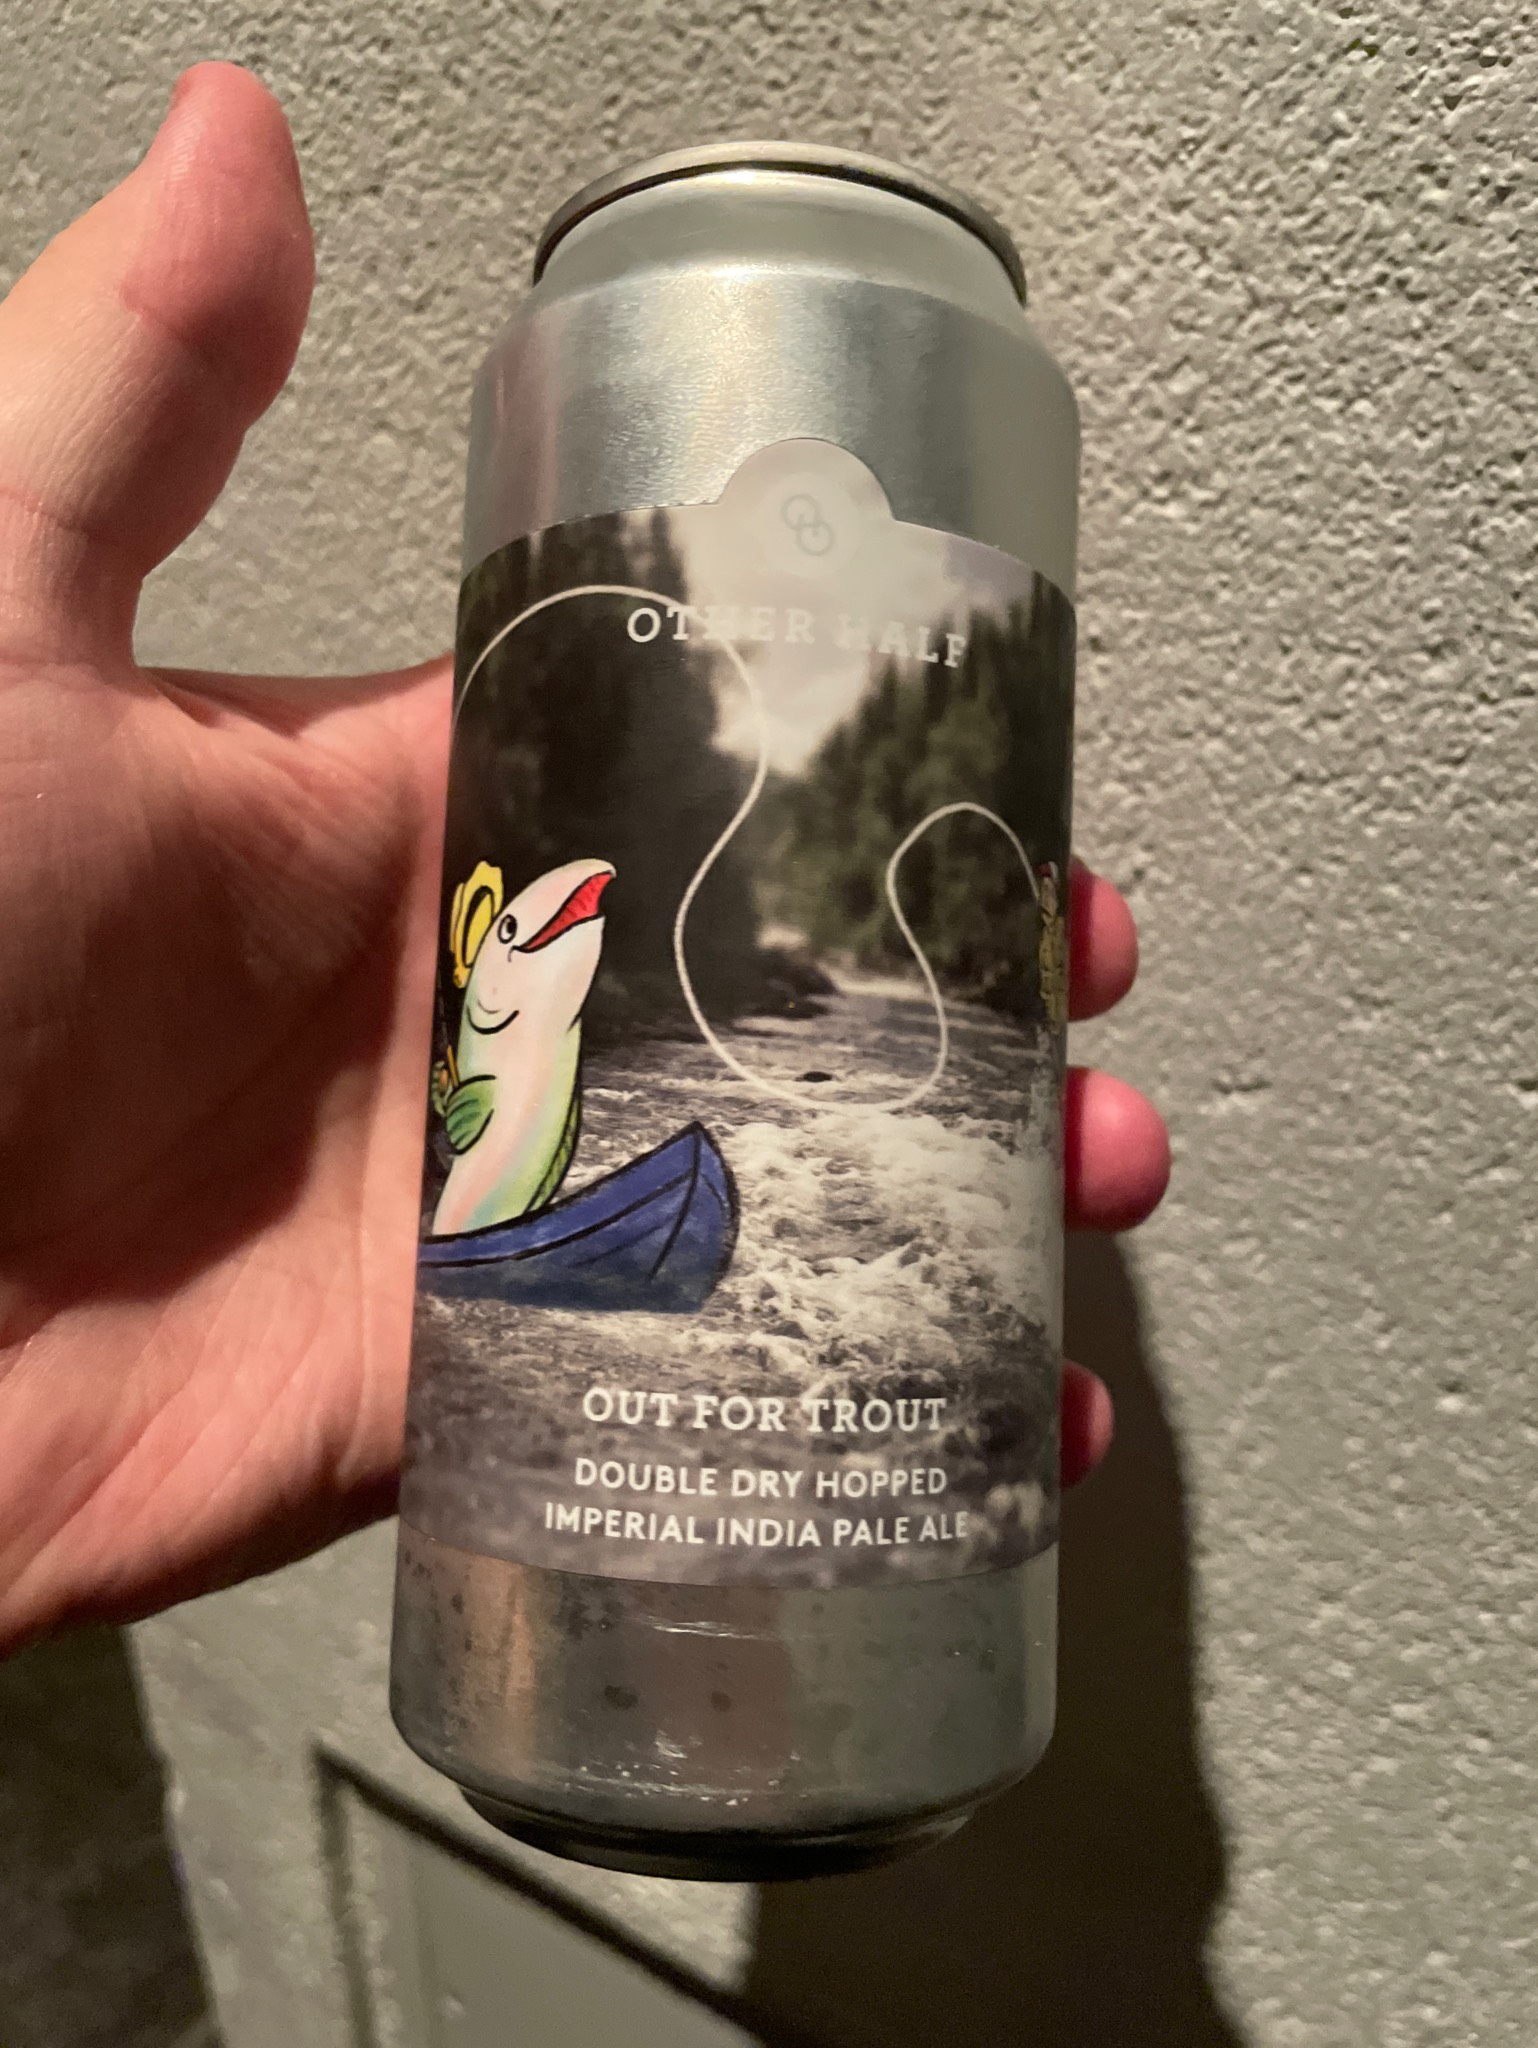 OTHER HALF
OUT FOR TROUT
DOUBLE DRY HOPPED
IMPERIAL INDIA PALE ALE